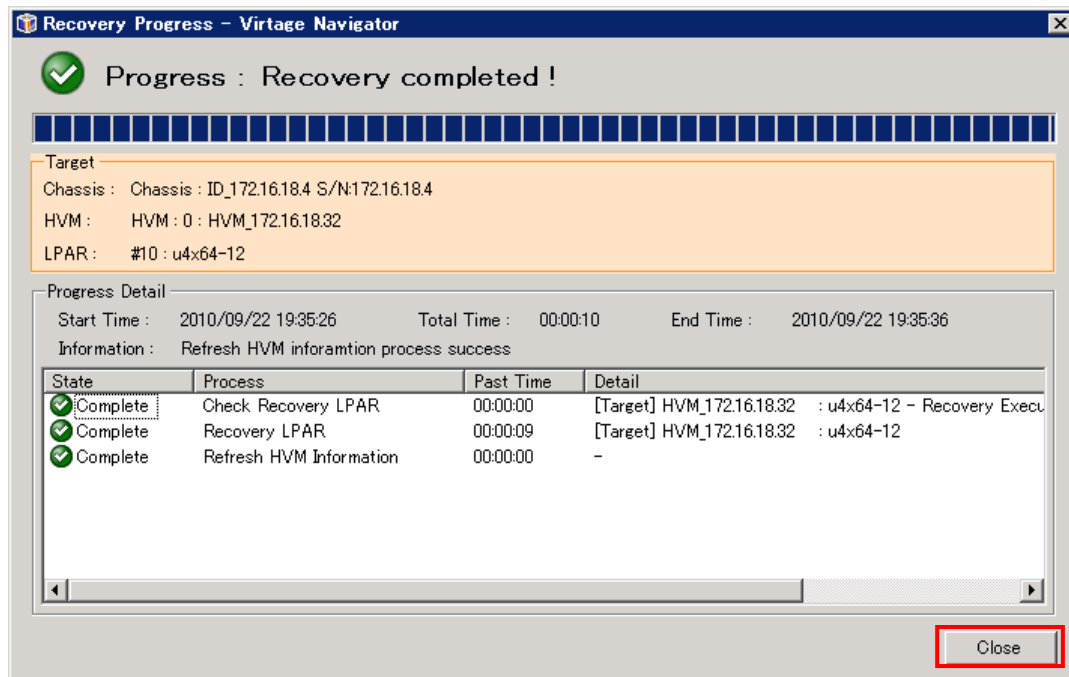 Recovery Progress - Virtage Navigator
Progress : Recovery completed !
Target
Chassis : Chassis : ID_172.16.18.4 S/N:172.16.18.4
HVM : HVM : 0 : HVM_172.16.18.32
LPAR : #10 : u4x64-12
Progress Detail
Start Time : 2010/09/22 19:35:26 Total Time : 00:00:10 End Time : 2010/09/22 19:35:36
Information : Refresh HVM inforamtion process success
State Process Past Time Detail
Complete Check Recovery LPAR 00:00:00 [Target] HVM_172.16.18.32 : u4x64-12 - Recovery Execu
Complete Recovery LPAR 00:00:09 [Target] HVM_172.16.18.32 : u4x64-12
Complete Refresh HVM Information 00:00:00 -
Close